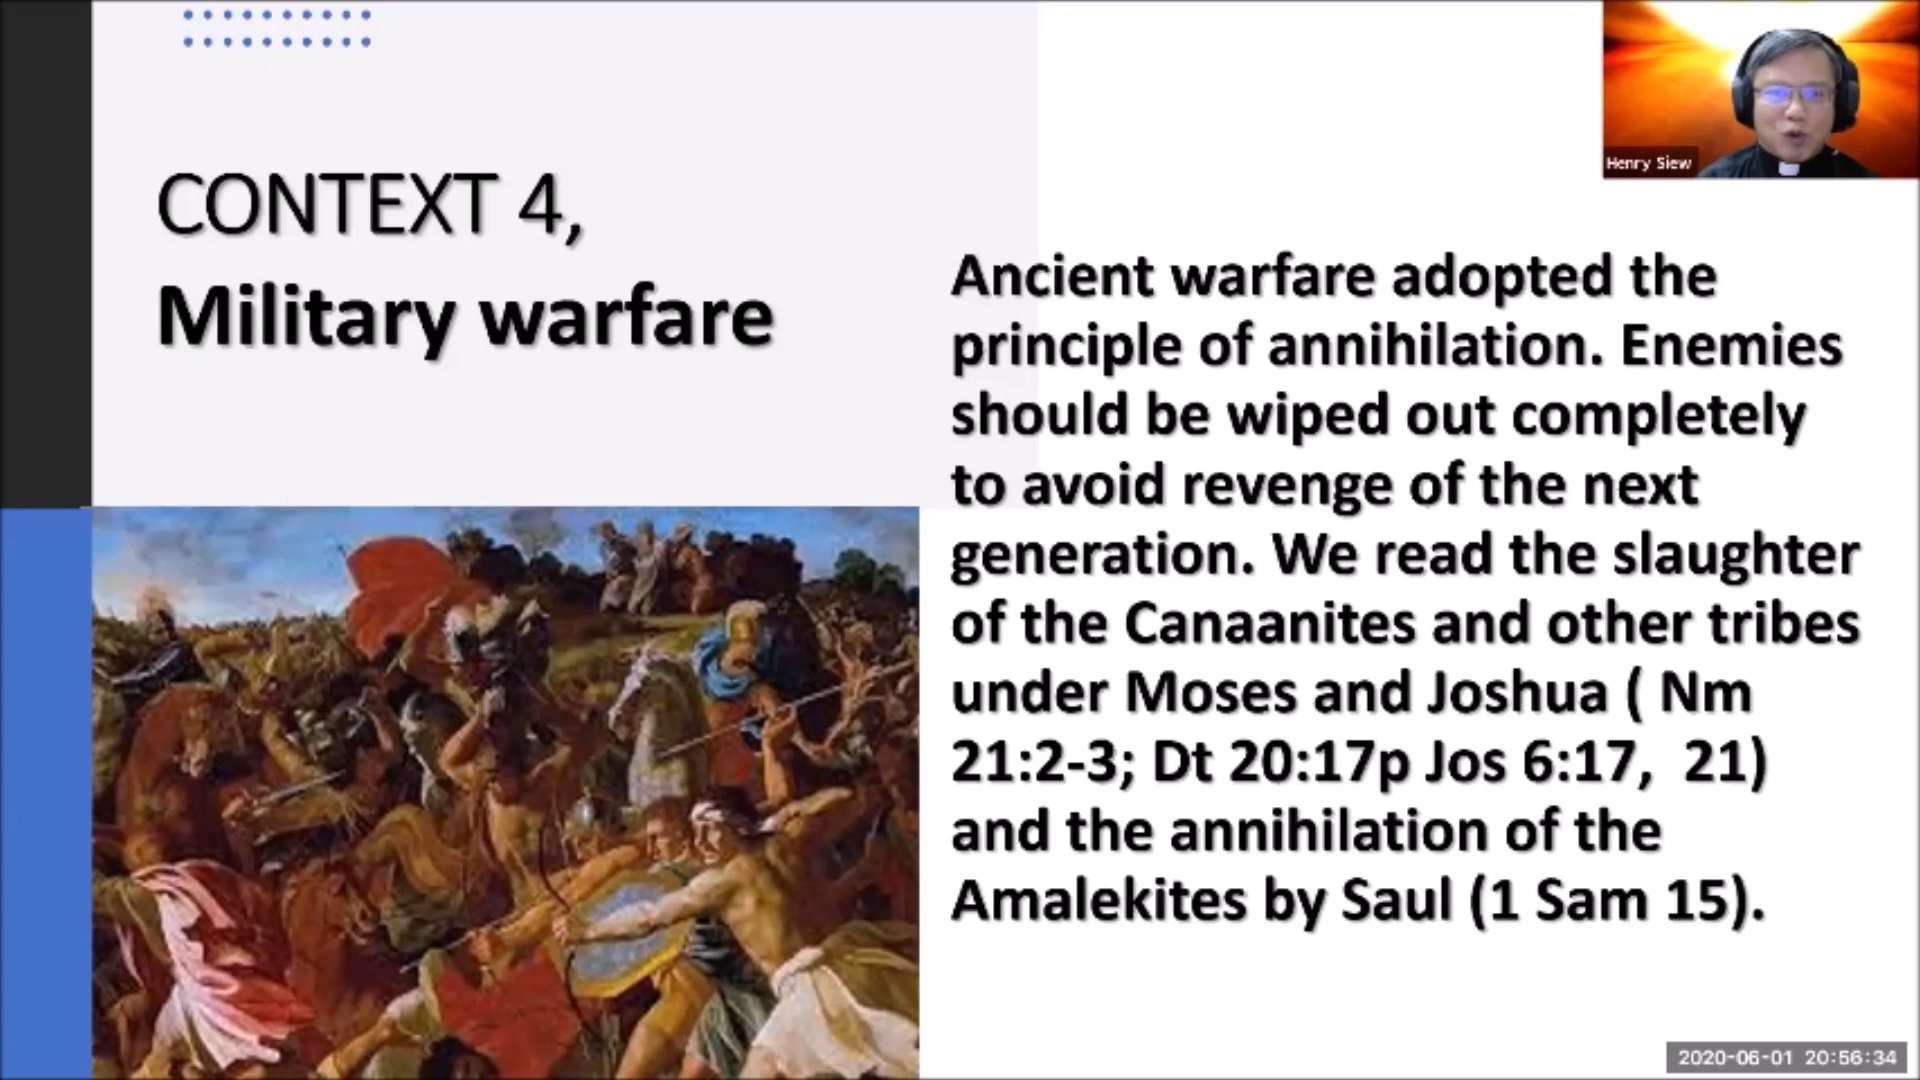 CONTEXT 4,
Military warfare
Henry Siew
Ancient warfare adopted the
principle of annihilation. Enemies
should be wiped out completely
to avoid revenge of the next
generation. We read the slaughter
of the Canaanites and other tribes
under Moses and Joshua ( Nm
21:2-3; Dt 20:17p Jos 6:17,  21)
and the annihilation of the
Amalekites by Saul (1 Sam 15).
2020-06-01 20:56:34